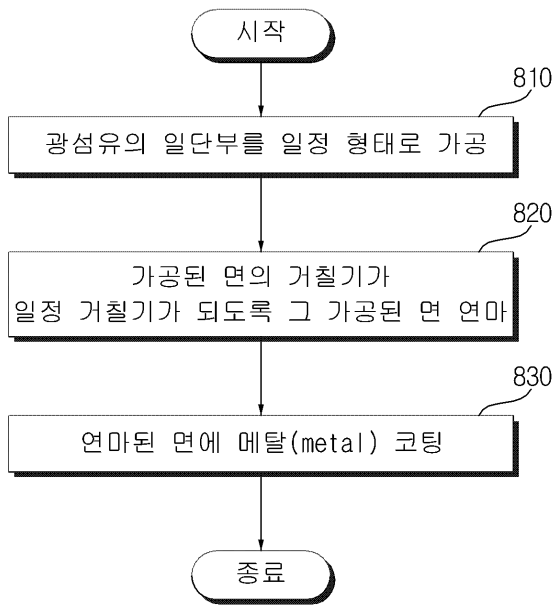 시작
810
광섬유의 일단부를 일정 형태로 가공
820
가공된 면의 거칠기가
일정 거칠기가 되도록 그 가공된 면 연마
830
연마된 면에 메탈(metal) 코팅
종료